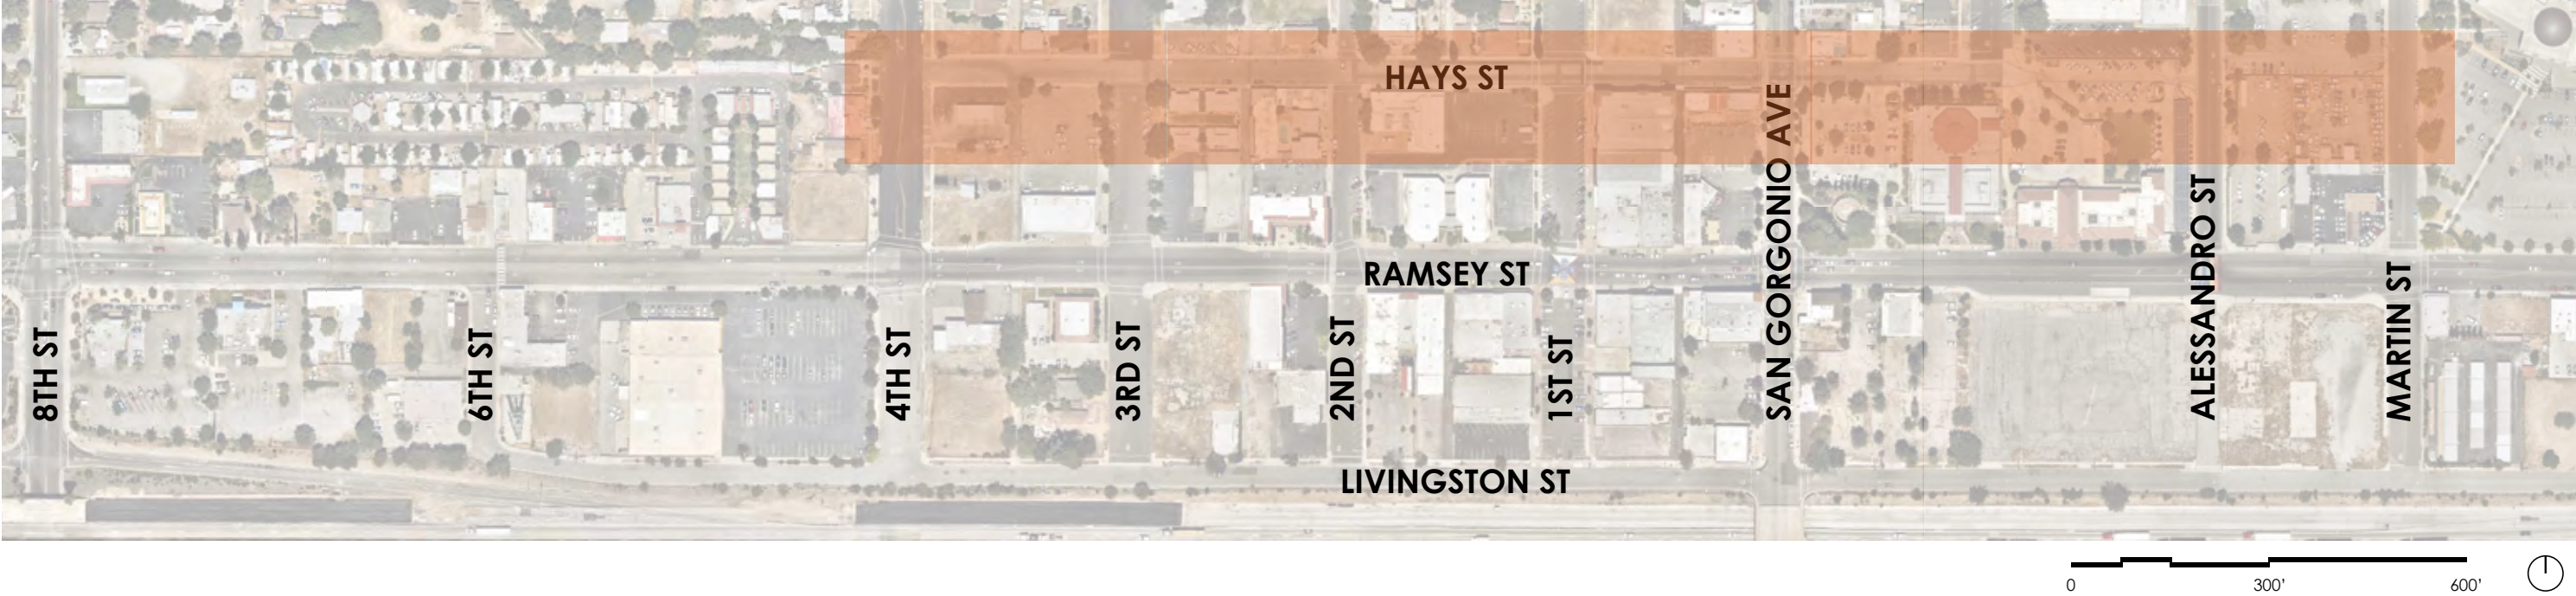 HAYS ST
RAMSEY ST
LIVINGSTON ST
8TH ST
6TH ST
4TH ST
3RD ST
2ND ST
1ST ST
SAN GORGONIO AVE
ALESSANDRO ST
MARTIN ST
0 300' 600'